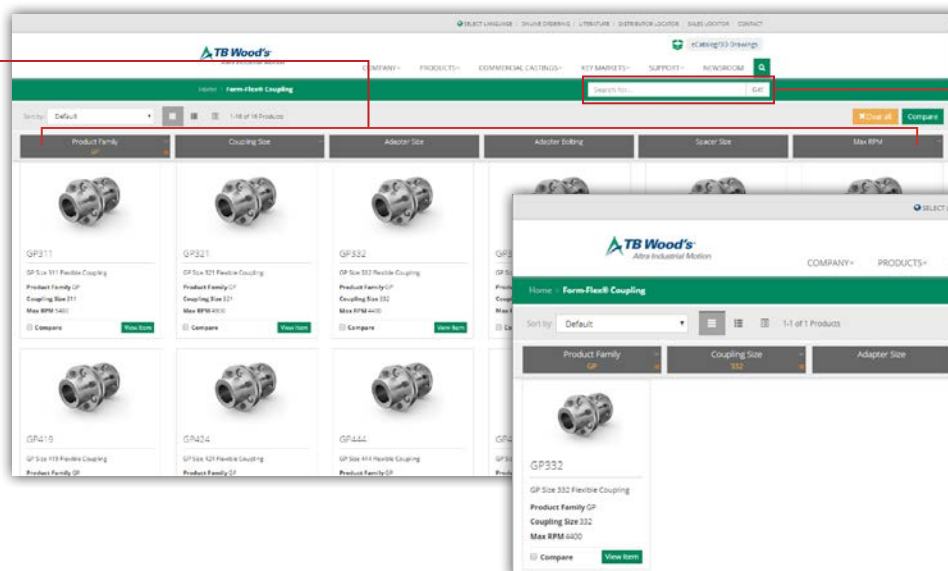 SELECT LANGUAGE | ONLINE ORDERING | LITERATURE | DISTRIBUTOR LOCATOR | SALES LOCATOR | CONTACT
TB Wood's
Altra Industrial Motion
eCatalog/3D Drawings
COMPANY PRODUCTS COMMERCIAL CASTINGS KEY MARKETS SUPPORT NEWSROOM
Home > Form-Flex® Coupling
Search for... GO!
Sort by: Default 1-16 of 16 Products Clear all Compare
Product Family Coupling Size Adapter Size Adapter Bolting Spacer Size Max RPM
GP
GP311
GP Size 311 Flexible Coupling
Product Family GP
Coupling Size 311
Max RPM 5400
Compare View Item
GP321
GP Size 321 Flexible Coupling
Product Family GP
Coupling Size 321
Max RPM 4900
Compare View Item
GP332
GP Size 332 Flexible Coupling
Product Family GP
Coupling Size 332
Max RPM 4400
Compare View Item
GP419
GP Size 419 Flexible Coupling
Product Family GP
GP424
GP Size 424 Flexible Coupling
Product Family GP
GP444
GP Size 444 Flexible Coupling
Product Family GP
SELECT
TB Wood's
Altra Industrial Motion
COMPANY PRODUCTS
Home > Form-Flex® Coupling
Sort by: Default 1-1 of 1 Products
Product Family Coupling Size Adapter Size
GP 332
GP332
GP Size 332 Flexible Coupling
Product Family GP
Coupling Size 332
Max RPM 4400
Compare View Item